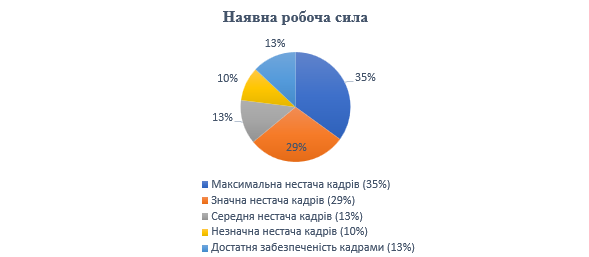 Наявна робоча сила
13%
35%
10%
13%
29%
Максимальна нестача кадрів (35%)
Значна нестача кадрів (29%)
Середня нестача кадрів (13%)
Незначна нестача кадрів (10%)
Достатня забезпеченість кадрами (13%)